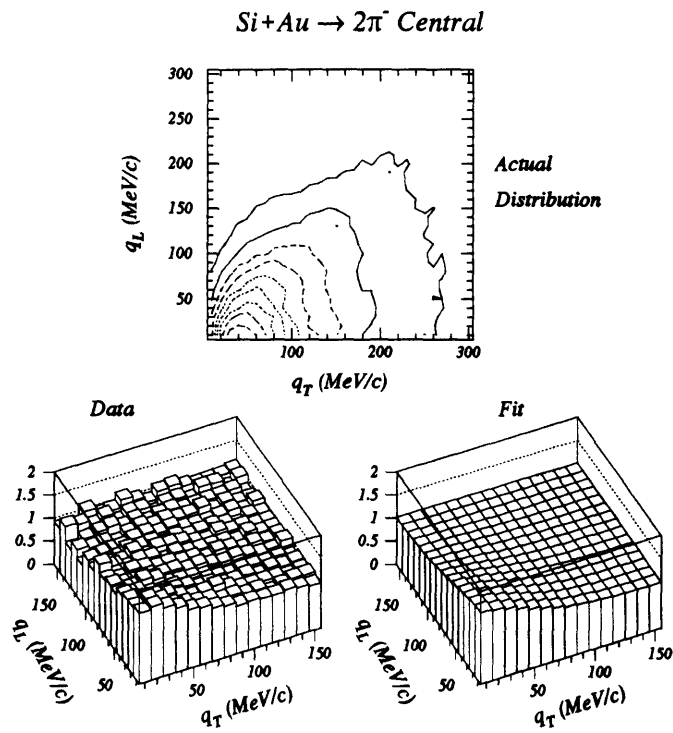 Si+Au → 2π⁻ Central
300
250
200
150
100
50
q_L (MeV/c)
100 200 300
q_T (MeV/c)
Actual
Distribution
Data
2
1.5
1
0.5
0
150
100
50
q_L (MeV/c)
50
100
150
q_T (MeV/c)
Fit
2
1.5
1
0.5
0
150
100
50
q_L (MeV/c)
50
100
150
q_T (MeV/c)